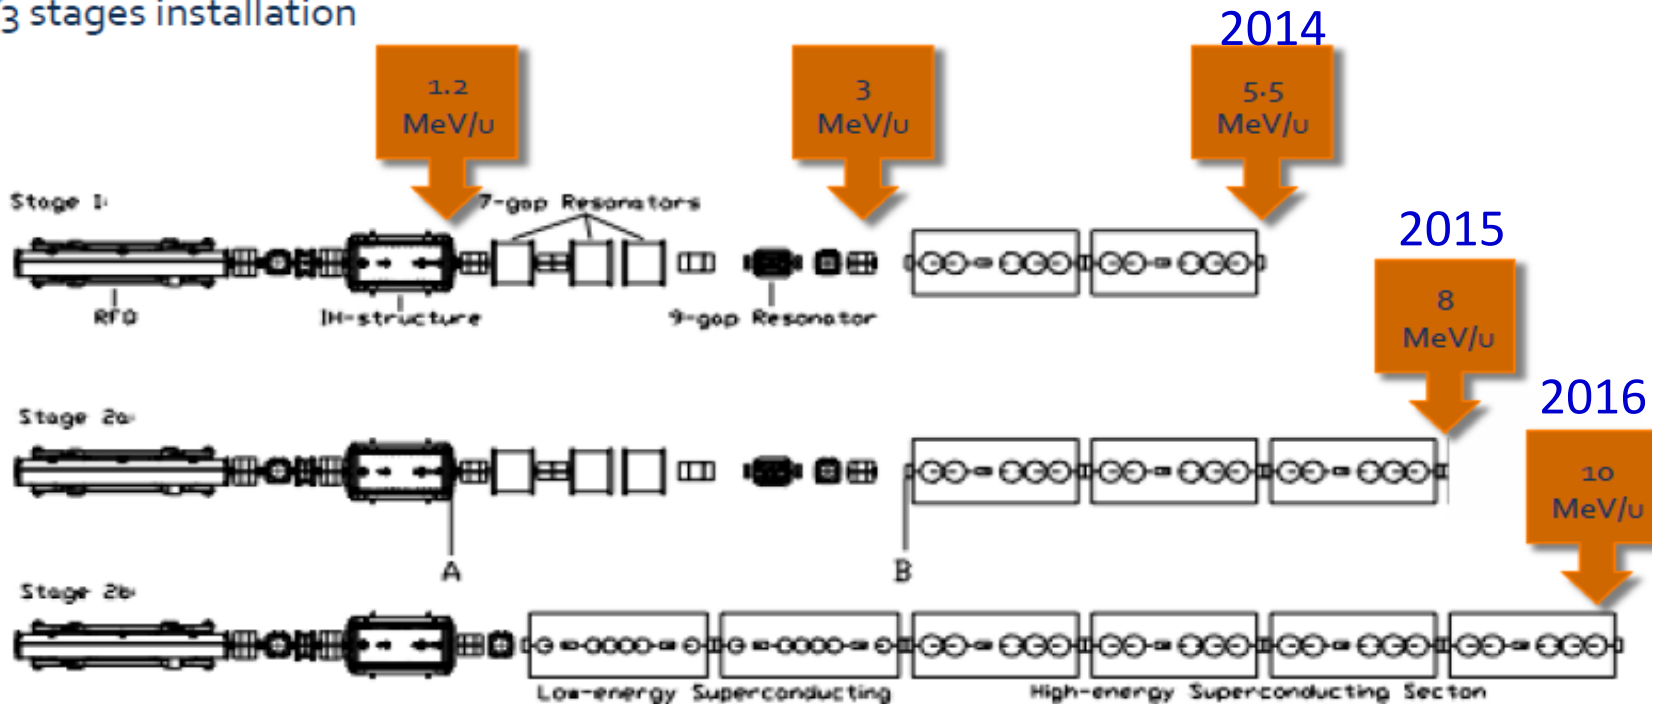 /3 stages installation
2014
1.2
MeV/u
3
MeV/u
5.5
MeV/u
Stage 1:
7-gap Resonators
2015
RFQ
IH-structure
9-gap Resonator
8
MeV/u
2016
Stage 2a:
10
MeV/u
A
B
Stage 2b:
Low-energy Superconducting
High-energy Superconducting Secton